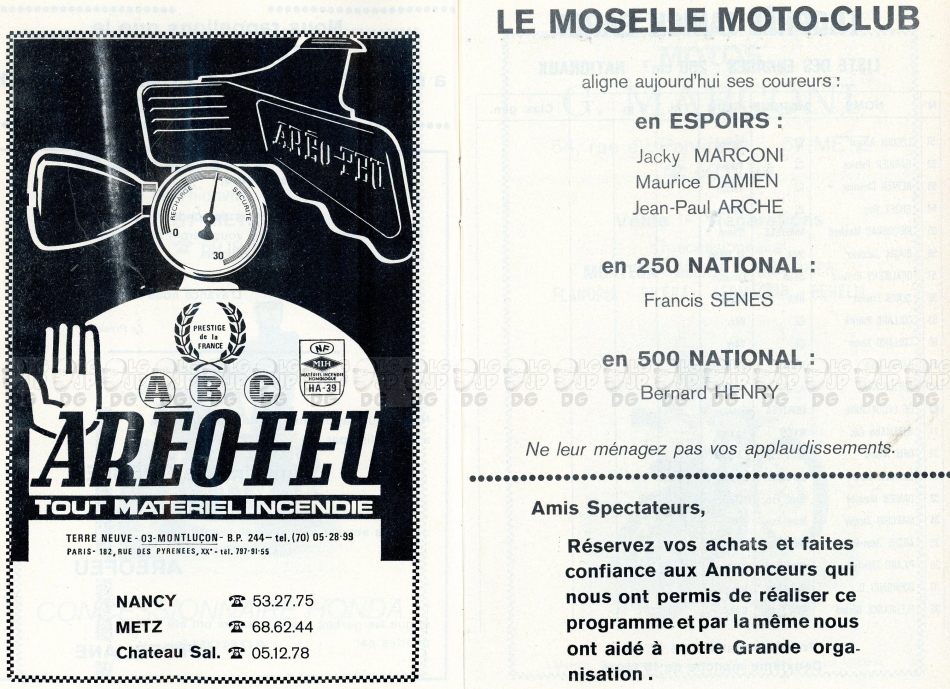 ARÉO-FEU
RECHARGE
SECURITE
0
30
PRESTIGE
de la
FRANCE
NF
MIH
MATÉRIEL INCENDIE
HOMOLOGUÉ
HA-39
A B C
AREO-FEU
TOUT MATERIEL INCENDIE
TERRE NEUVE - 03-MONTLUÇON - B.P. 244 — tel. (70) 05-28-99
PARIS - 182, RUE DES PYRENEES, XXe - tél. 797-91-55
NANCY ☎ 53.27.75
METZ ☎ 68.62.44
Chateau Sal. ☎ 05.12.78
LE MOSELLE MOTO-CLUB
aligne aujourd'hui ses coureurs :
en ESPOIRS :
Jacky MARCONI
Maurice DAMIEN
Jean-Paul ARCHE
en 250 NATIONAL :
Francis SENES
en 500 NATIONAL :
Bernard HENRY
Ne leur ménagez pas vos applaudissements.
Amis Spectateurs,
Réservez vos achats et faites
confiance aux Annonceurs qui
nous ont permis de réaliser ce
programme et par la même nous
ont aidé à notre Grande orga-
nisation .